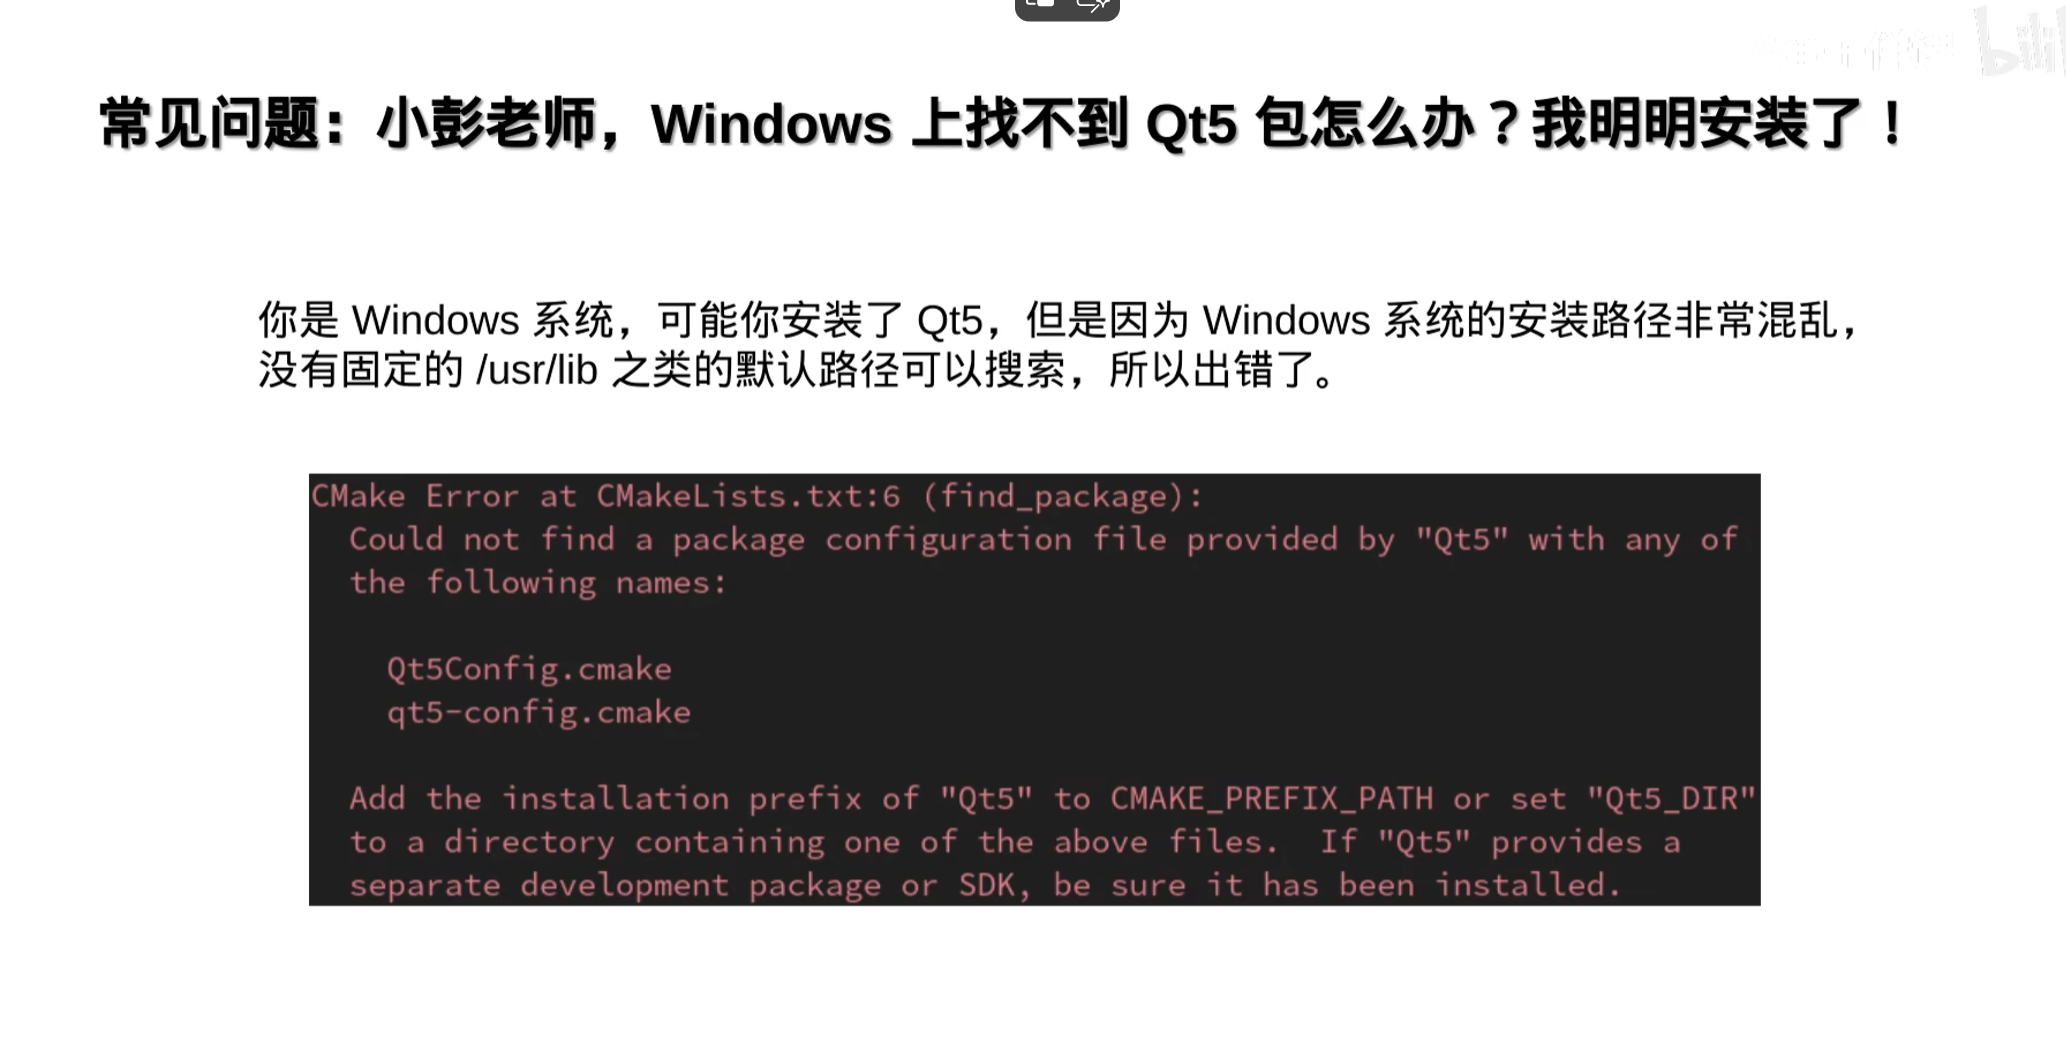 常见问题：小彭老师，Windows 上找不到 Qt5 包怎么办？我明明安装了！
你是 Windows 系统，可能你安装了 Qt5，但是因为 Windows 系统的安装路径非常混乱，
没有固定的 /usr/lib 之类的默认路径可以搜索，所以出错了。
CMake Error at CMakeLists.txt:6 (find_package):
Could not find a package configuration file provided by "Qt5" with any of
the following names:
Qt5Config.cmake
qt5-config.cmake
Add the installation prefix of "Qt5" to CMAKE_PREFIX_PATH or set "Qt5_DIR"
to a directory containing one of the above files.  If "Qt5" provides a
separate development package or SDK, be sure it has been installed.